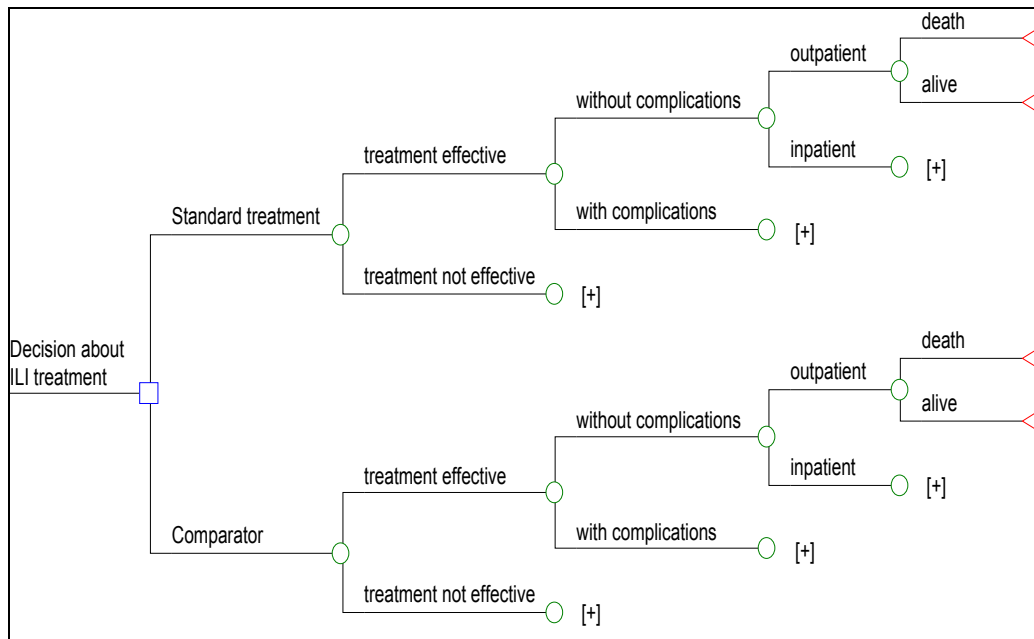 death
outpatient
alive
without complications
inpatient
[+]
treatment effective
with complications
[+]
Standard treatment
treatment not effective
[+]
Decision about
ILI treatment
death
outpatient
alive
without complications
inpatient
[+]
treatment effective
with complications
[+]
Comparator
treatment not effective
[+]